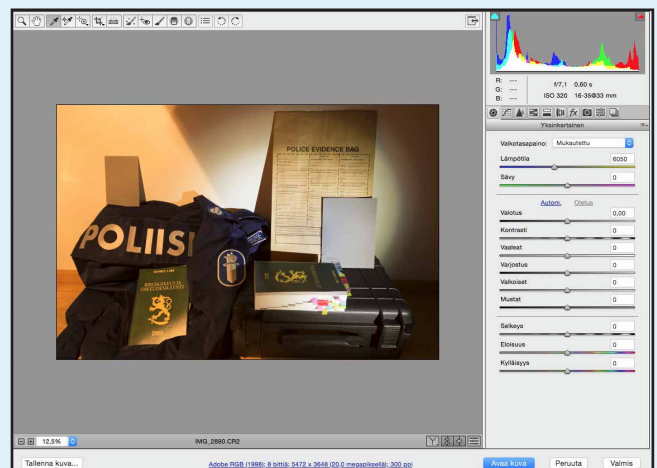 R: ---
G: ---
B: ---
f/7,1 0,60 s
ISO 320 16-35@33 mm
Yksinkertainen
Valkotasapaino: Mukautettu
Lämpötila 6050
Sävy 0
Autom. Oletus
Valotus 0,00
Kontrasti 0
Vaaleat 0
Varjostus 0
Valkoiset 0
Mustat 0
Selkeys 0
Eloisuus 0
Kylläisyys 0
POLICE EVIDENCE BAG
POLIISI
RIKOSOIKEUS JA
OIKEUDENKÄYNTI
12,5% IMG_2890.CR2
Tallenna kuva...
Adobe RGB (1998); 8 bittiä; 5472 x 3648 (20,0 megapikseliä); 300 ppi
Avaa kuva Peruuta Valmis